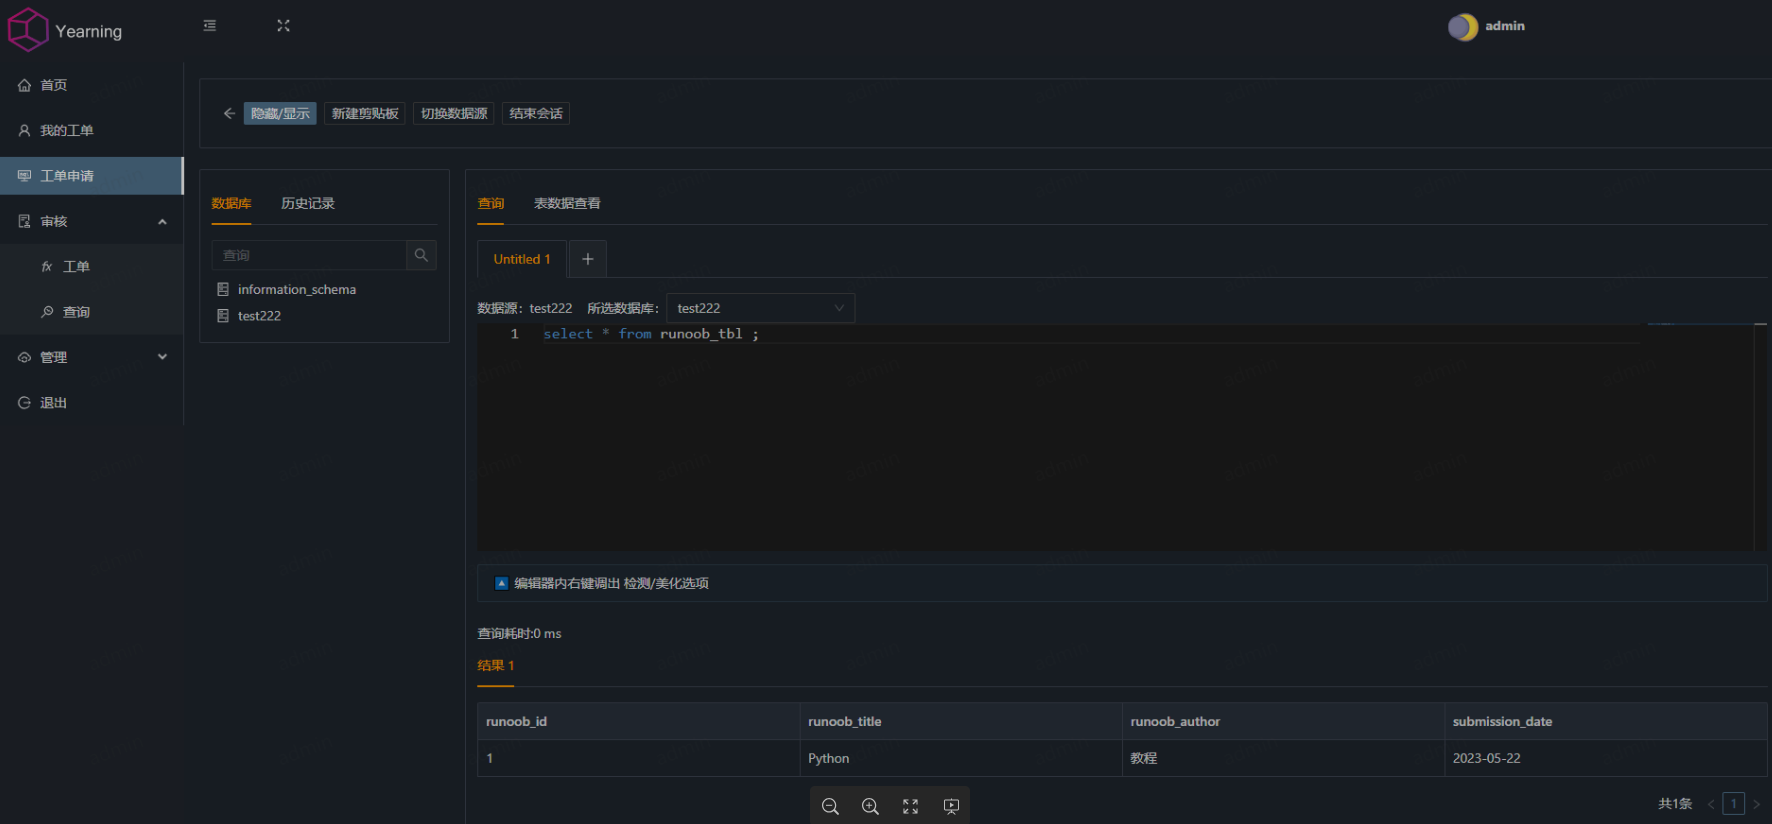 Yearning
admin
首页
我的工单
工单申请
审核
工单
查询
管理
退出
隐藏/显示 新建剪贴板 切换数据源 结束会话
数据库 历史记录
查询
information_schema
test222
查询 表数据查看
Untitled 1 +
数据源: test222 所选数据库: test222
1 select * from runoob_tbl ;
编辑器内右键调出 检测/美化选项
查询耗时:0 ms
结果 1
runoob_id runoob_title runoob_author submission_date
1 Python 教程 2023-05-22
共1条 < 1 >